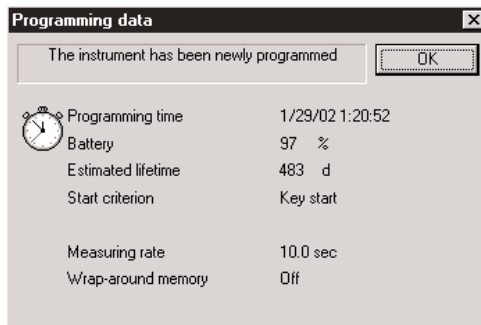 Programming data
The instrument has been newly programmed
OK
Programming time 1/29/02 1:20:52
Battery 97 %
Estimated lifetime 483 d
Start criterion Key start
Measuring rate 10.0 sec
Wrap-around memory Off